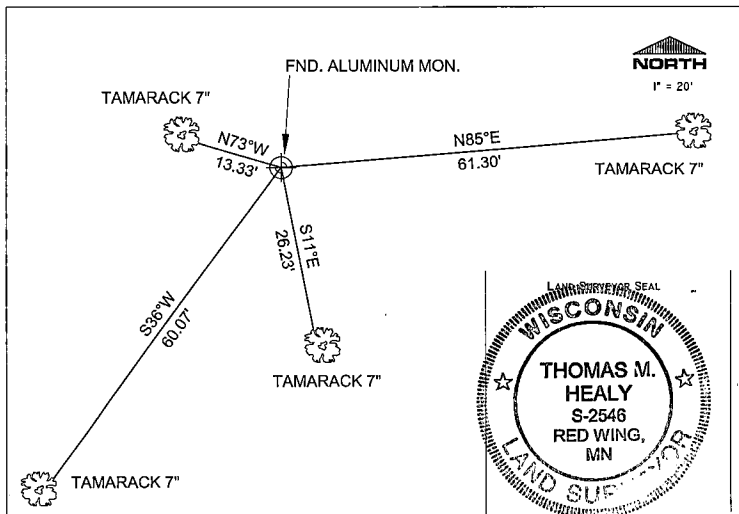 FND. ALUMINUM MON.
NORTH
1" = 20'
TAMARACK 7"
N73°W
13.33'
N85°E
61.30'
TAMARACK 7"
S11°E
26.23'
S36°W
60.07'
TAMARACK 7"
TAMARACK 7"
LAND SURVEYOR SEAL
WISCONSIN
THOMAS M.
HEALY
S-2546
RED WING,
MN
LAND SURVEYOR